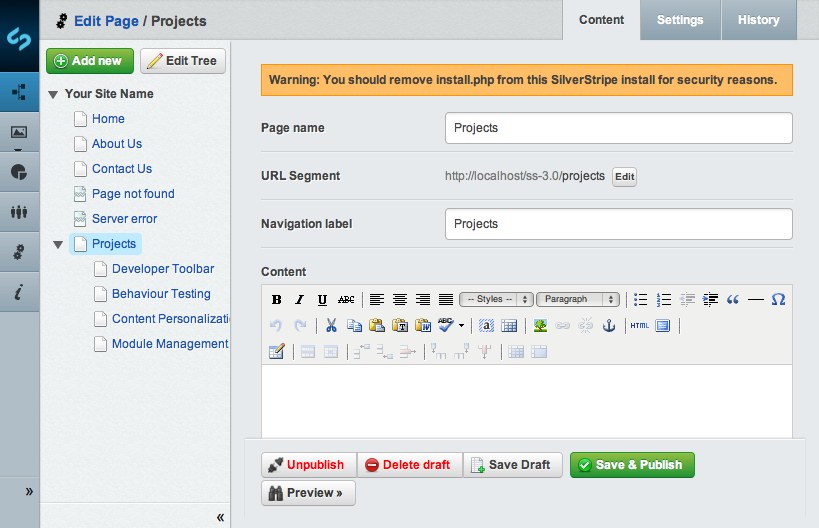 Edit Page / Projects
Content
Settings
History
Add new
Edit Tree
Your Site Name
Home
About Us
Contact Us
Page not found
Server error
Projects
Developer Toolbar
Behaviour Testing
Content Personalizati
Module Management
«
»
Warning: You should remove install.php from this SilverStripe install for security reasons.
Page name
Projects
URL Segment
http://localhost/ss-3.0/projects
Edit
Navigation label
Projects
Content
B I U ABC -- Styles -- Paragraph
ABC HTML
Unpublish
Delete draft
Save Draft
Save & Publish
Preview »